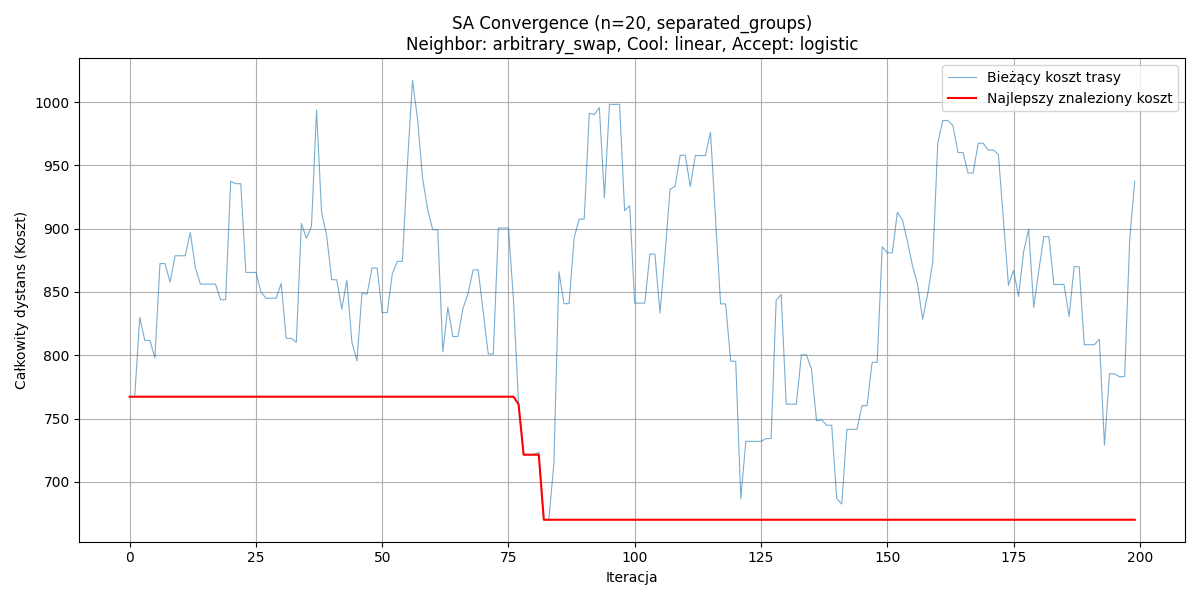 SA Convergence (n=20, separated_groups)
Neighbor: arbitrary_swap, Cool: linear, Accept: logistic
Bieżący koszt trasy
Najlepszy znaleziony koszt
Całkowity dystans (Koszt)
1000
950
900
850
800
750
700
0 25 50 75 100 125 150 175 200
Iteracja